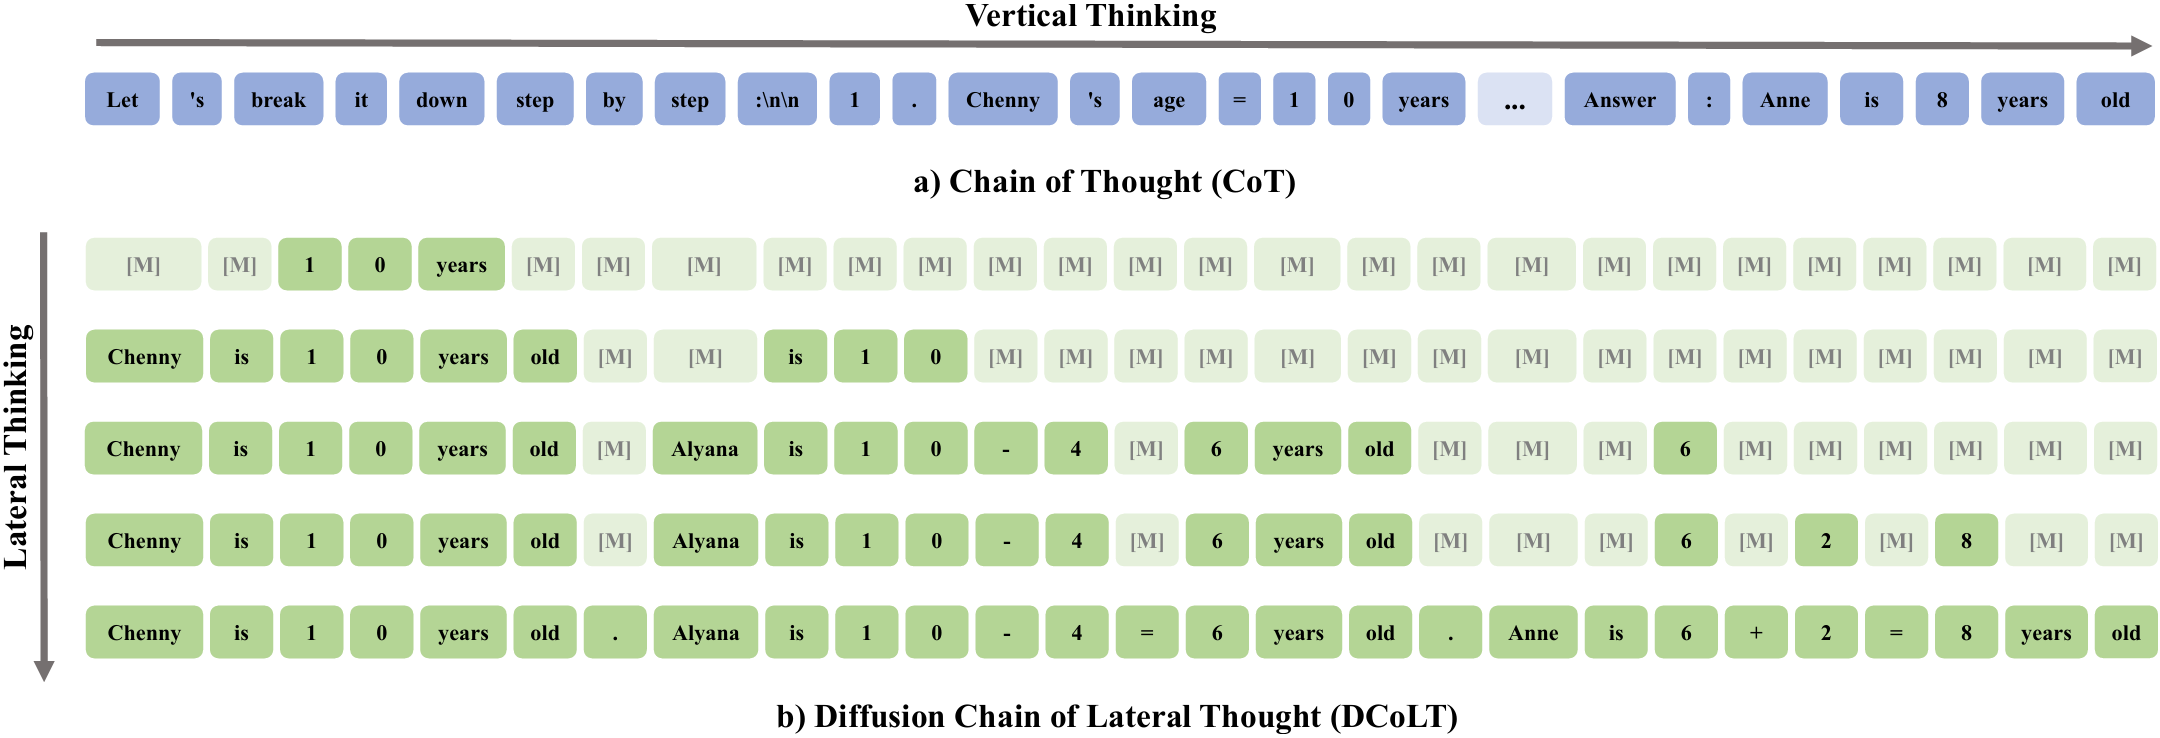 Vertical Thinking
Let 's break it down step by step :\n\n 1 . Chenny 's age = 1 0 years ... Answer : Anne is 8 years old
a) Chain of Thought (CoT)
Lateral Thinking
[M] [M] 1 0 years [M] [M] [M] [M] [M] [M] [M] [M] [M] [M] [M] [M] [M] [M] [M] [M] [M] [M] [M] [M] [M] [M]
Chenny is 1 0 years old [M] [M] is 1 0 [M] [M] [M] [M] [M] [M] [M] [M] [M] [M] [M] [M] [M] [M] [M] [M]
Chenny is 1 0 years old [M] Alyana is 1 0 - 4 [M] 6 years old [M] [M] [M] 6 [M] [M] [M] [M] [M] [M]
Chenny is 1 0 years old [M] Alyana is 1 0 - 4 [M] 6 years old [M] [M] [M] 6 [M] 2 [M] 8 [M] [M]
Chenny is 1 0 years old . Alyana is 1 0 - 4 = 6 years old . Anne is 6 + 2 = 8 years old
b) Diffusion Chain of Lateral Thought (DCoLT)